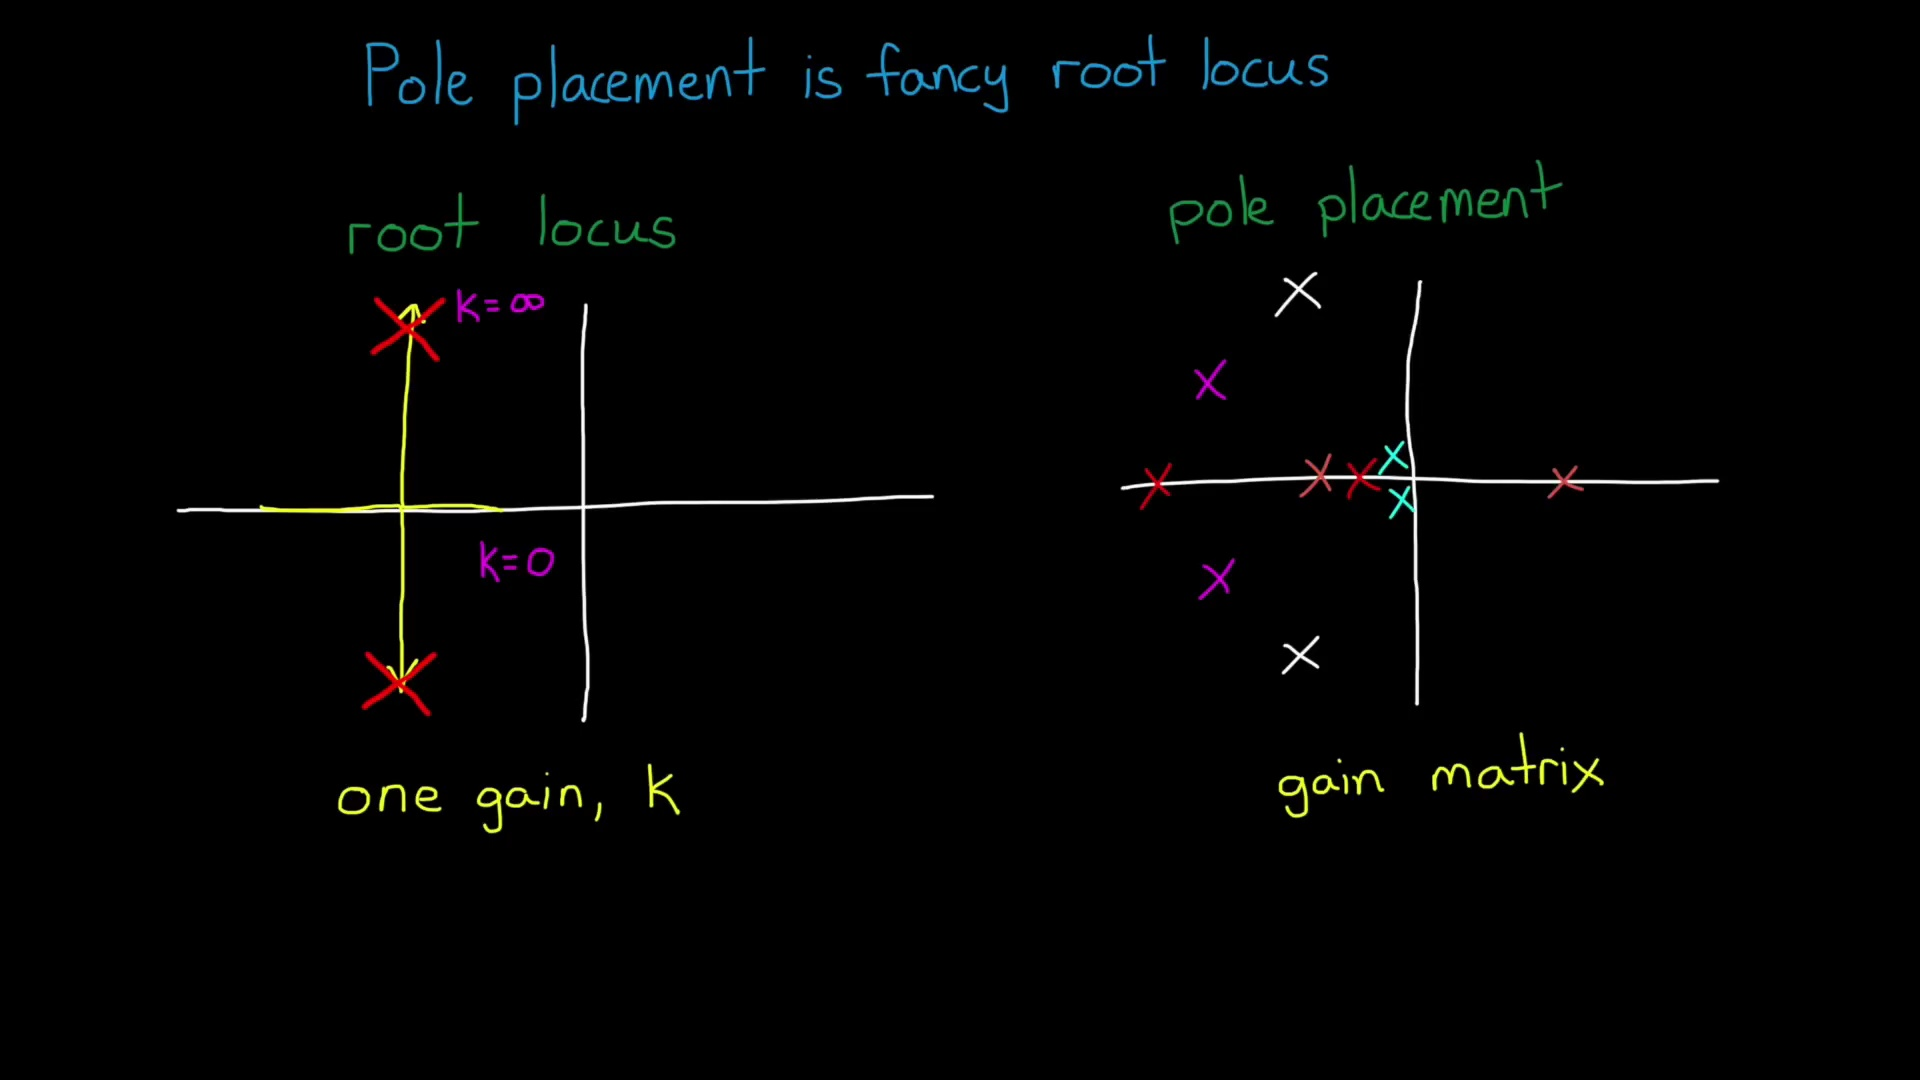 Pole placement is fancy root locus
root locus
pole placement
k=∞
k=0
one gain, k
gain matrix